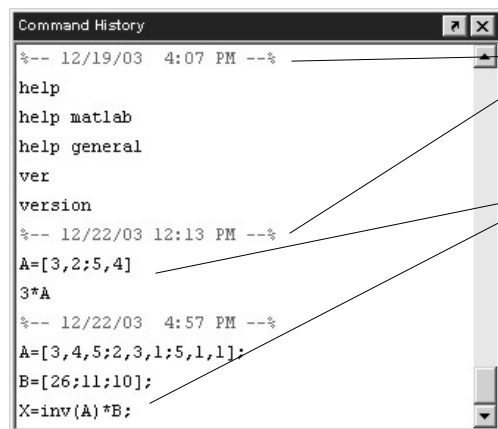 Command History
%-- 12/19/03  4:07 PM --%
help
help matlab
help general
ver
version
%-- 12/22/03 12:13 PM --%
A=[3,2;5,4]
3*A
%-- 12/22/03  4:57 PM --%
A=[3,4,5;2,3,1;5,1,1];
B=[26;11;10];
X=inv(A)*B;